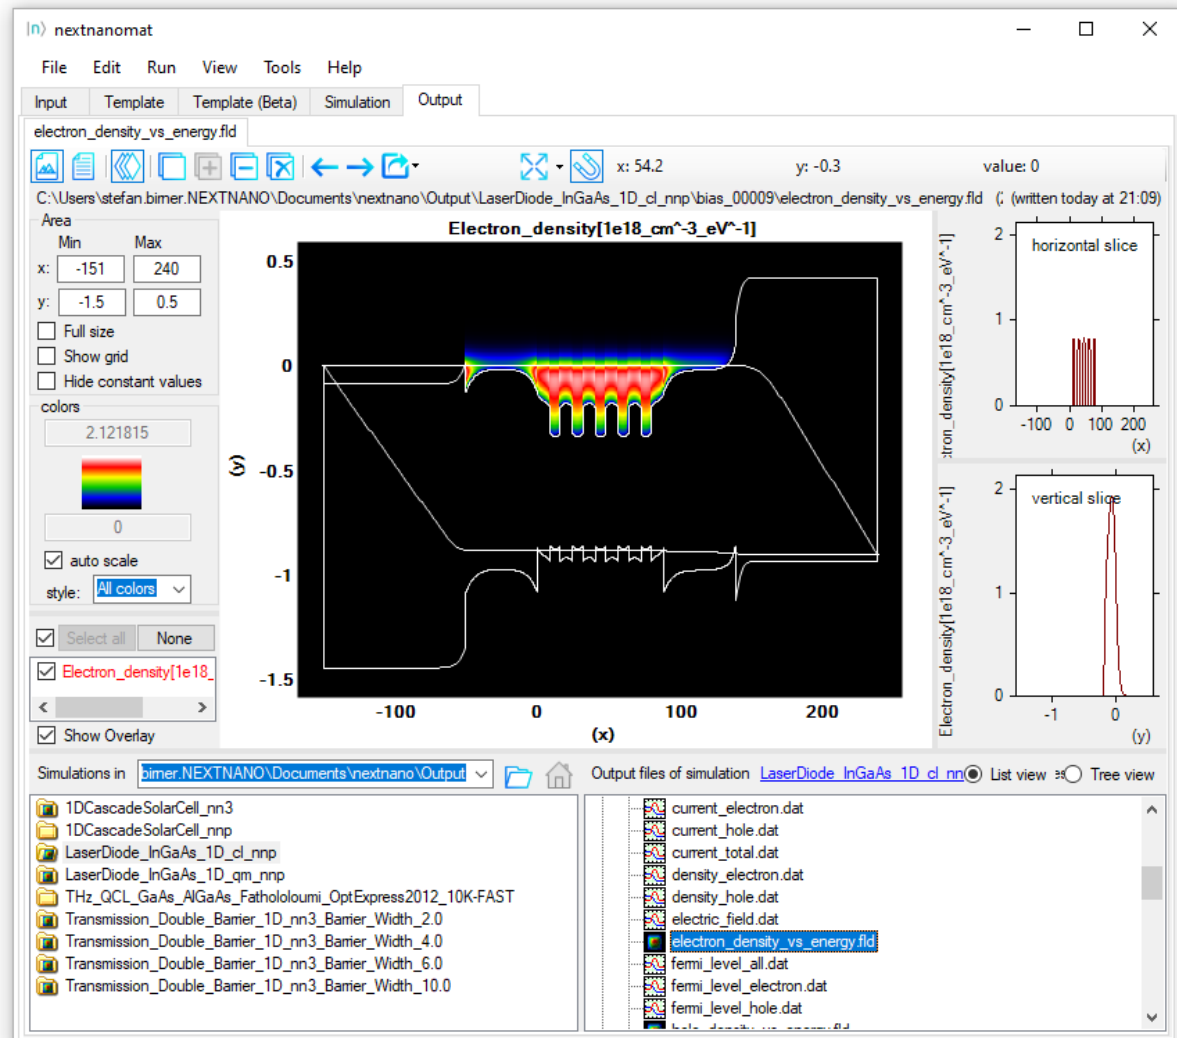 nextnanomat
File Edit Run View Tools Help
Input Template Template (Beta) Simulation Output
electron_density_vs_energy.fld
x: 54.2 y: -0.3 value: 0
C:\Users\stefan.birner.NEXTNANO\Documents\nextnano\Output\LaserDiode_InGaAs_1D_cl_nnp\bias_00009\electron_density_vs_energy.fld (written today at 21:09)
Area
Min Max
x: -151 240
y: -1.5 0.5
Full size
Show grid
Hide constant values
colors
2.121815
0
auto scale
style: All colors
Select all None
Electron_density[1e18_
Show Overlay
Electron_density[1e18_cm^-3_eV^-1]
0.5
0
-0.5
-1
-1.5
(y)
-100 0 100 200
(x)
horizontal slice
2
1
0
-100 0 100 200
(x)
ctron_density[1e18_cm^-3_eV^-1]
vertical slice
2
1
0
-1 0
(y)
Electron_density[1e18_cm^-3_eV^-1]
Simulations in birner.NEXTNANO\Documents\nextnano\Output
Output files of simulation LaserDiode_InGaAs_1D_cl_nn List view Tree view
1DCascadeSolarCell_nn3
1DCascadeSolarCell_nnp
LaserDiode_InGaAs_1D_cl_nnp
LaserDiode_InGaAs_1D_qm_nnp
THz_QCL_GaAs_AlGaAs_Fathololoumi_OptExpress2012_10K-FAST
Transmission_Double_Barrier_1D_nn3_Barrier_Width_2.0
Transmission_Double_Barrier_1D_nn3_Barrier_Width_4.0
Transmission_Double_Barrier_1D_nn3_Barrier_Width_6.0
Transmission_Double_Barrier_1D_nn3_Barrier_Width_10.0
current_electron.dat
current_hole.dat
current_total.dat
density_electron.dat
density_hole.dat
electric_field.dat
electron_density_vs_energy.fld
fermi_level_all.dat
fermi_level_electron.dat
fermi_level_hole.dat
hole_density_vs_energy.fld